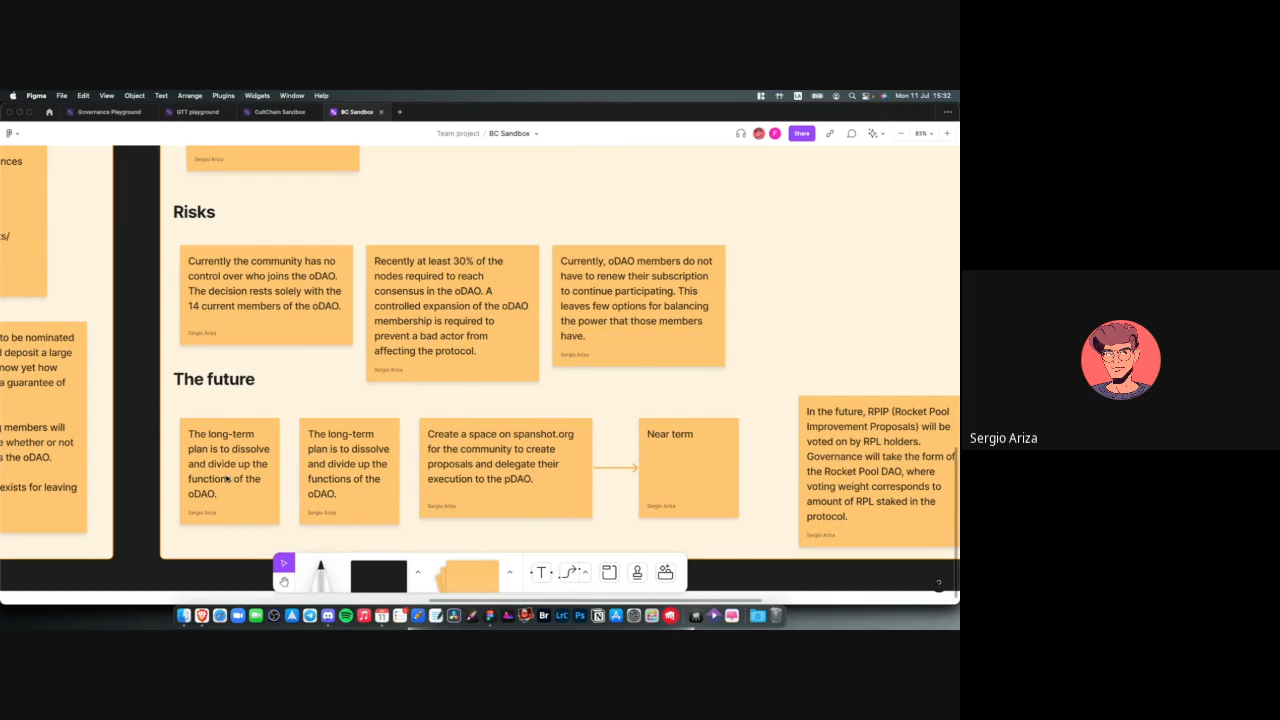 Figma File Edit View Object Text Arrange Plugins Widgets Window Help
Mon 11 Jul 15:32
Governance Playground
GTT playground
CultChain Sandbox
BC Sandbox
Team project / BC Sandbox
F
Share
83%
nces
ts/
to be nominated
l deposit a large
now yet how
a guarantee of
g members will
e whether or not
s the oDAO.
exists for leaving
Sergio Ariza
Risks
Currently the community has no
control over who joins the oDAO.
The decision rests solely with the
14 current members of the oDAO.
Sergio Ariza
Recently at least 30% of the
nodes required to reach
consensus in the oDAO. A
controlled expansion of the oDAO
membership is required to
prevent a bad actor from
affecting the protocol.
Sergio Ariza
Currently, oDAO members do not
have to renew their subscription
to continue participating. This
leaves few options for balancing
the power that those members
have.
Sergio Ariza
The future
The long-term
plan is to dissolve
and divide up the
functions of the
oDAO.
Sergio Ariza
The long-term
plan is to dissolve
and divide up the
functions of the
oDAO.
Sergio Ariza
Create a space on spanshot.org
for the community to create
proposals and delegate their
execution to the pDAO.
Sergio Ariza
Near term
Sergio Ariza
In the future, RPIP (Rocket Pool
Improvement Proposals) will be
voted on by RPL holders.
Governance will take the form of
the Rocket Pool DAO, where
voting weight corresponds to
amount of RPL staked in the
protocol.
Sergio Ariza
T
?
Br LrC Ps
Sergio Ariza